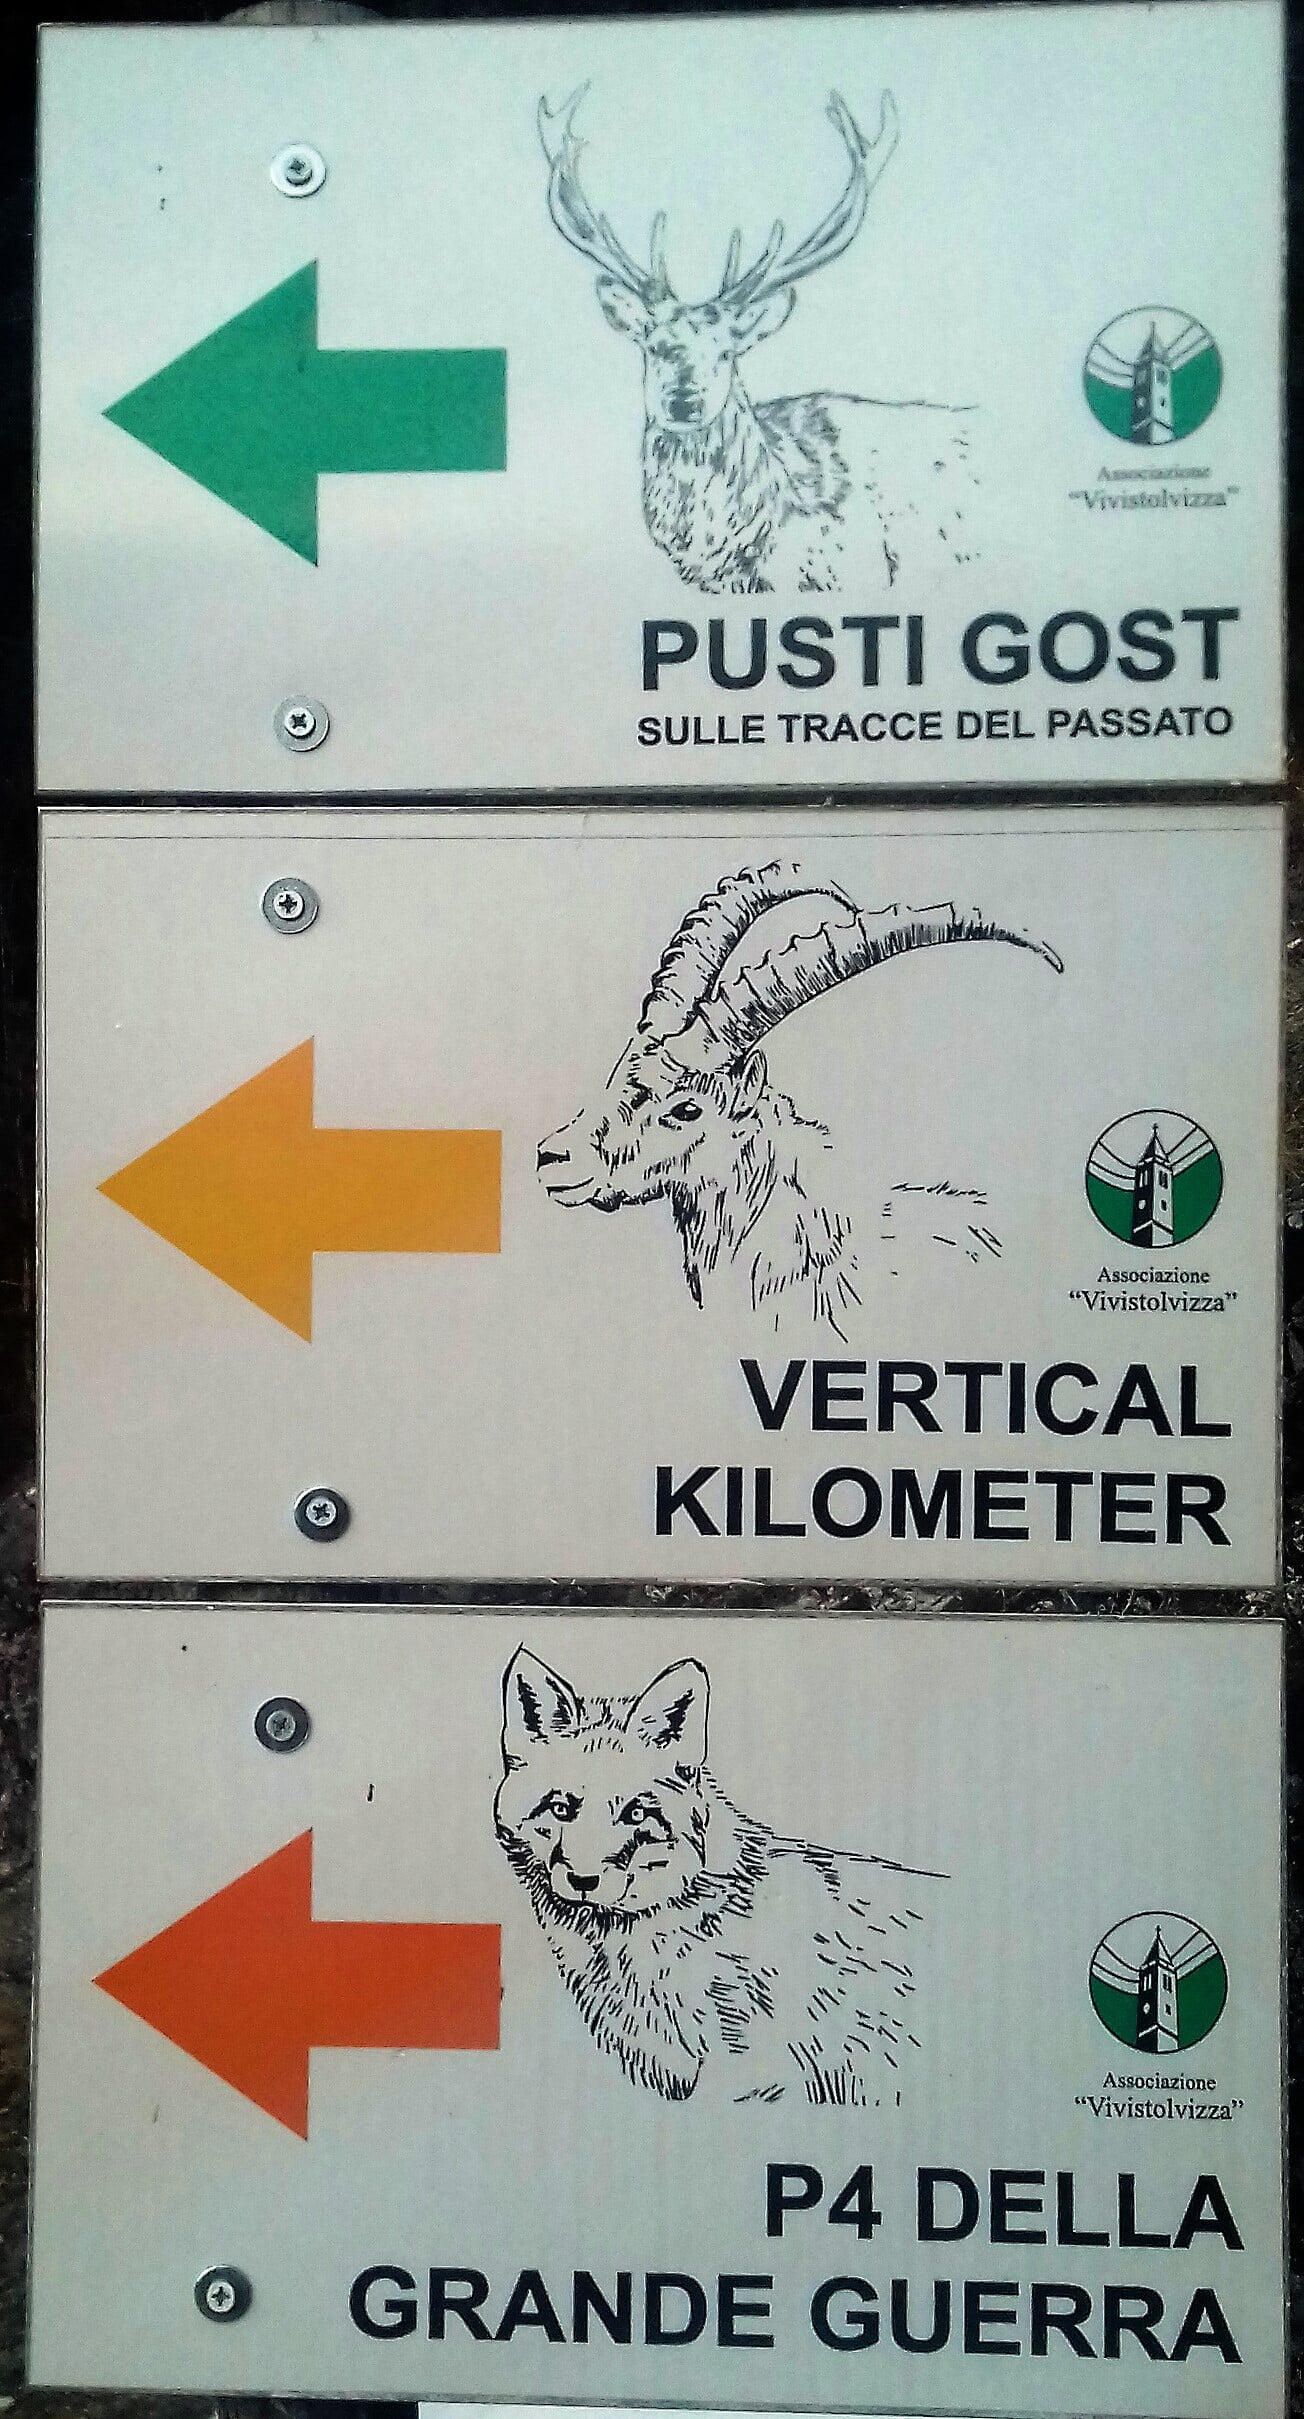 Associazione
“Vivistolvizza”
PUSTI GOST
SULLE TRACCE DEL PASSATO
Associazione
“Vivistolvizza”
VERTICAL
KILOMETER
Associazione
“Vivistolvizza”
P4 DELLA
GRANDE GUERRA